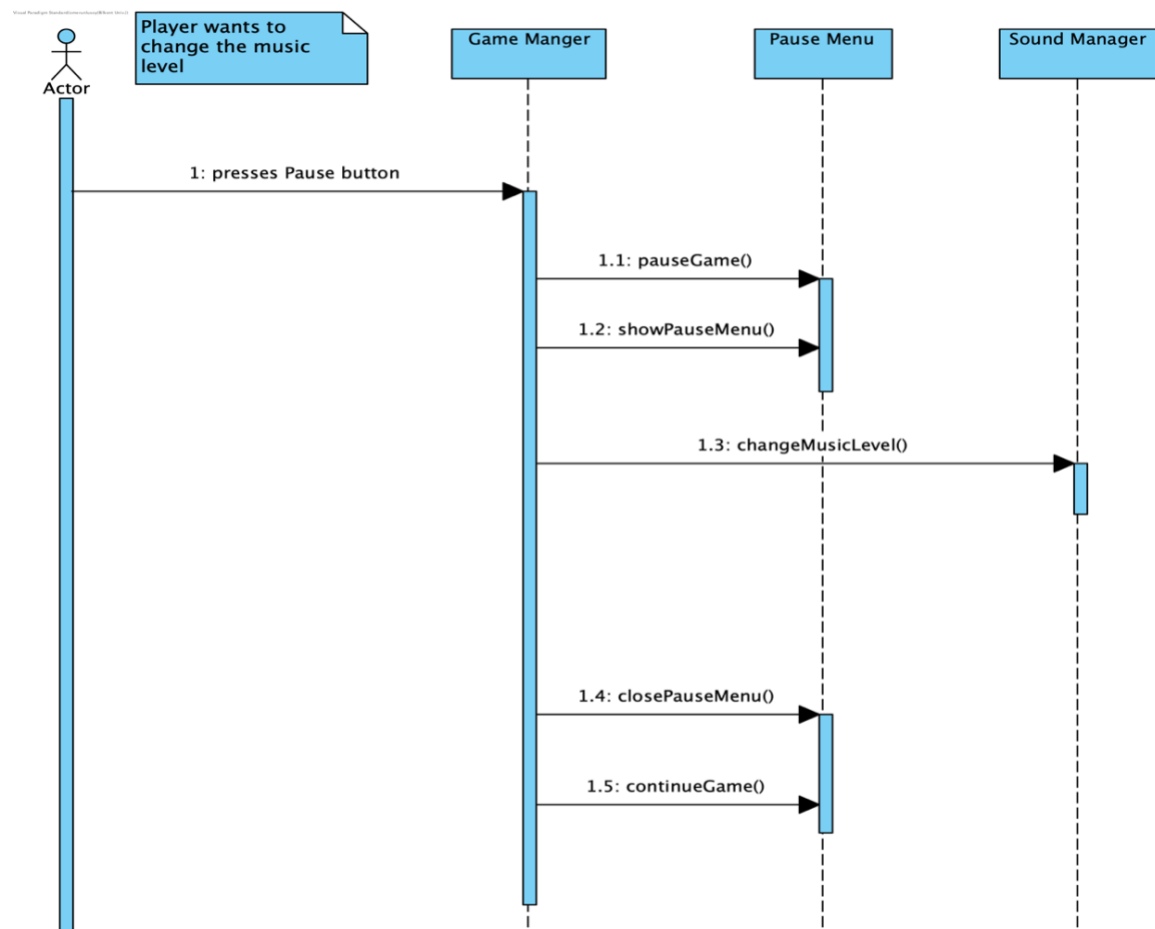 Player wants to
change the music
level
Actor
Game Manger
Pause Menu
Sound Manager
1: presses Pause button
1.1: pauseGame()
1.2: showPauseMenu()
1.3: changeMusicLevel()
1.4: closePauseMenu()
1.5: continueGame()